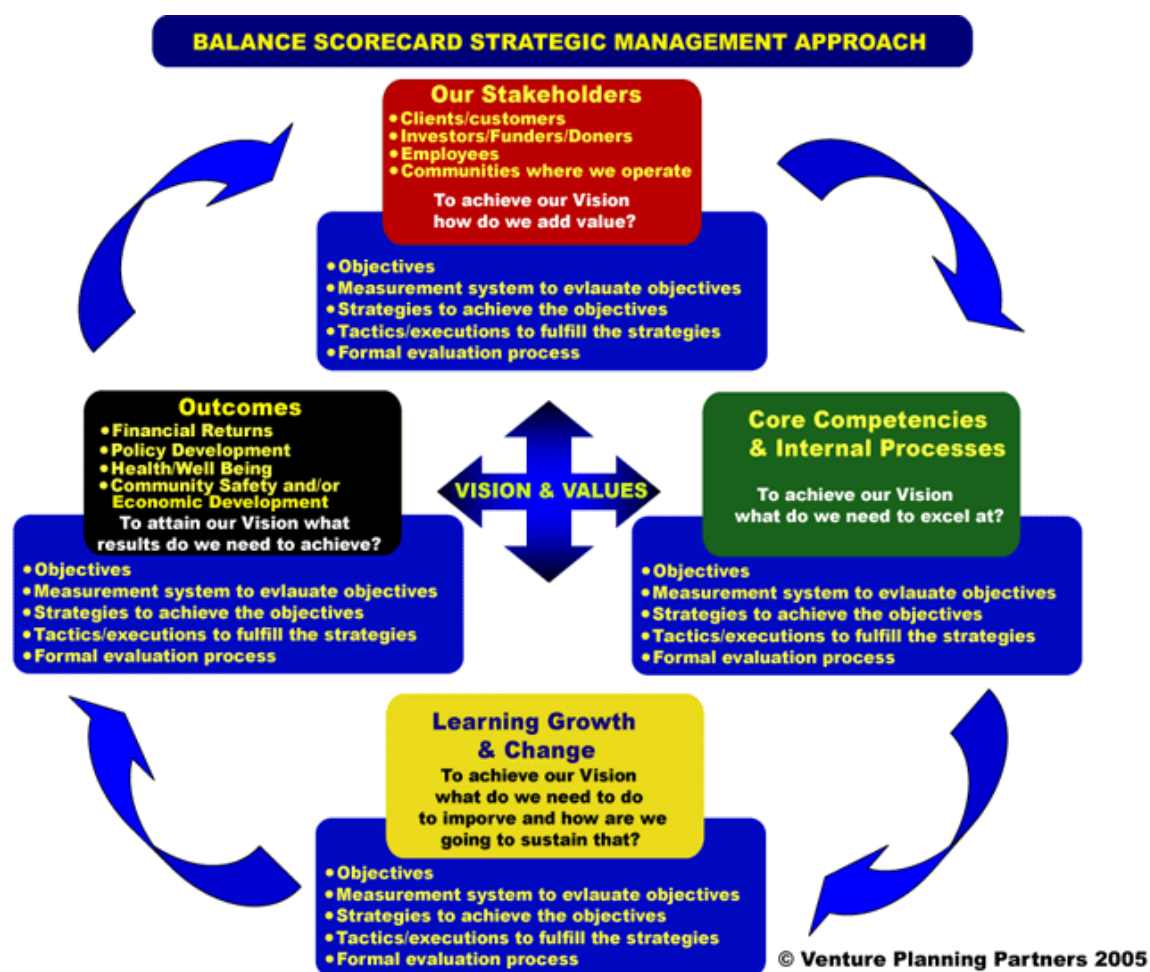 BALANCE SCORECARD STRATEGIC MANAGEMENT APPROACH
Our Stakeholders
•Clients/customers
•Investors/Funders/Doners
•Employees
•Communities where we operate
To achieve our Vision
how do we add value?
•Objectives
•Measurement system to evlauate objectives
•Strategies to achieve the objectives
•Tactics/executions to fulfill the strategies
•Formal evaluation process
Outcomes
•Financial Returns
•Policy Development
•Health/Well Being
•Community Safety and/or
Economic Development
To attain our Vision what
results do we need to achieve?
•Objectives
•Measurement system to evlauate objectives
•Strategies to achieve the objectives
•Tactics/executions to fulfill the strategies
•Formal evaluation process
VISION & VALUES
Core Competencies
& Internal Processes
To achieve our Vision
what do we need to excel at?
•Objectives
•Measurement system to evlauate objectives
•Strategies to achieve the objectives
•Tactics/executions to fulfill the strategies
•Formal evaluation process
Learning Growth
& Change
To achieve our Vision
what do we need to do
to imporve and how are we
going to sustain that?
•Objectives
•Measurement system to evlauate objectives
•Strategies to achieve the objectives
•Tactics/executions to fulfill the strategies
•Formal evaluation process
© Venture Planning Partners 2005